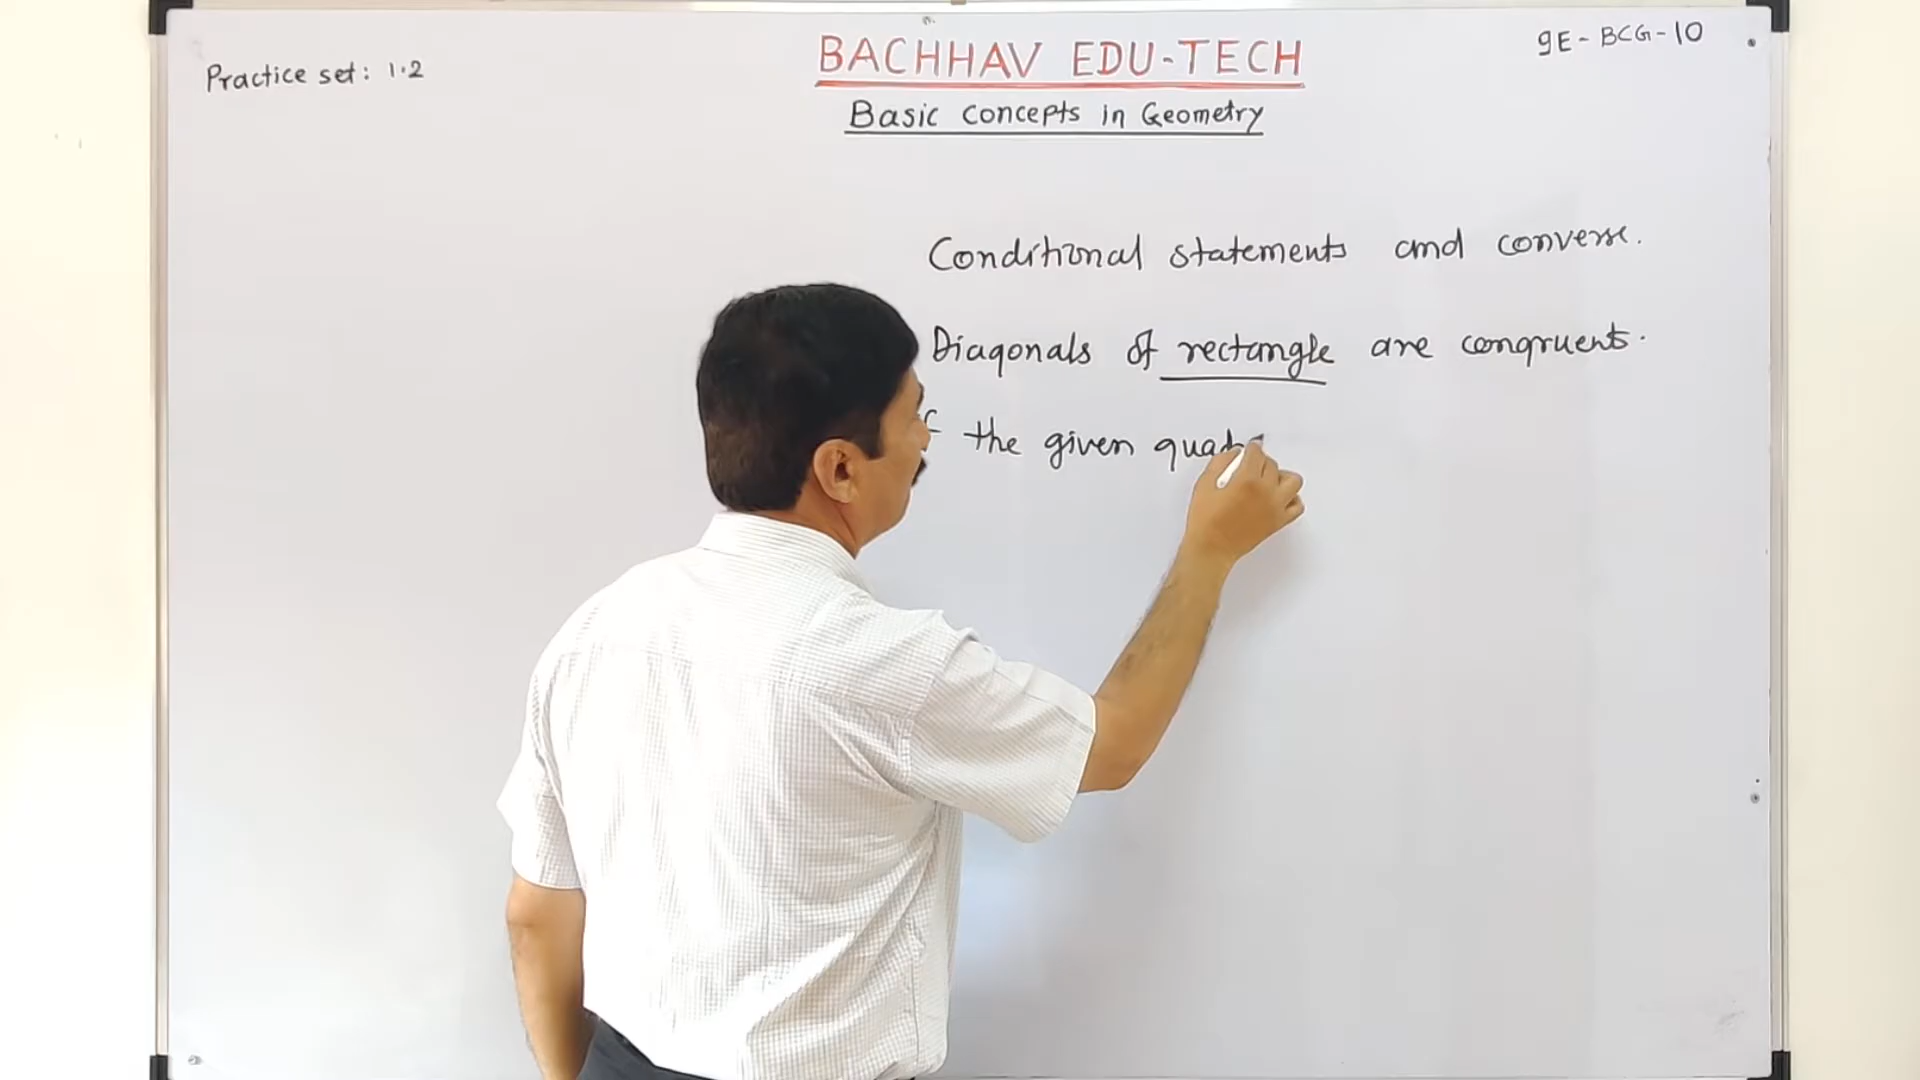 BACHHAV EDU-TECH
9E-BCG-10
Practice set: 1.2
Basic concepts in Geometry
Conditional statements and converse.
Diagonals of rectangle are congruent.
the given